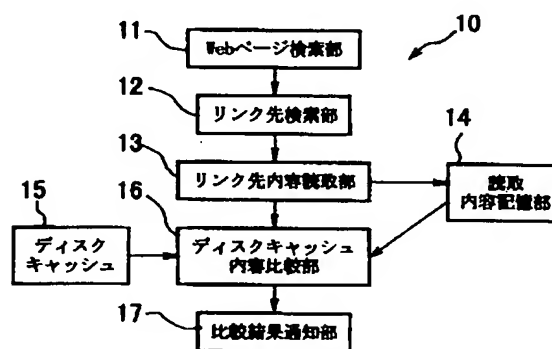 10
11
Webページ検索部
12
リンク先検索部
13
リンク先内容読取部
14
読取
内容記憶部
15
ディスク
キャッシュ
16
ディスクキャッシュ
内容比較部
17
比較結果通知部